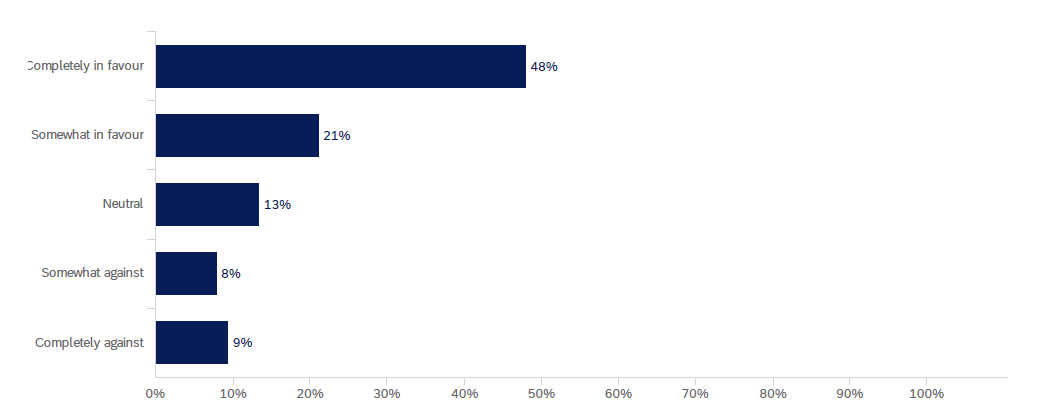 Completely in favour 48%
Somewhat in favour 21%
Neutral 13%
Somewhat against 8%
Completely against 9%
0% 10% 20% 30% 40% 50% 60% 70% 80% 90% 100%